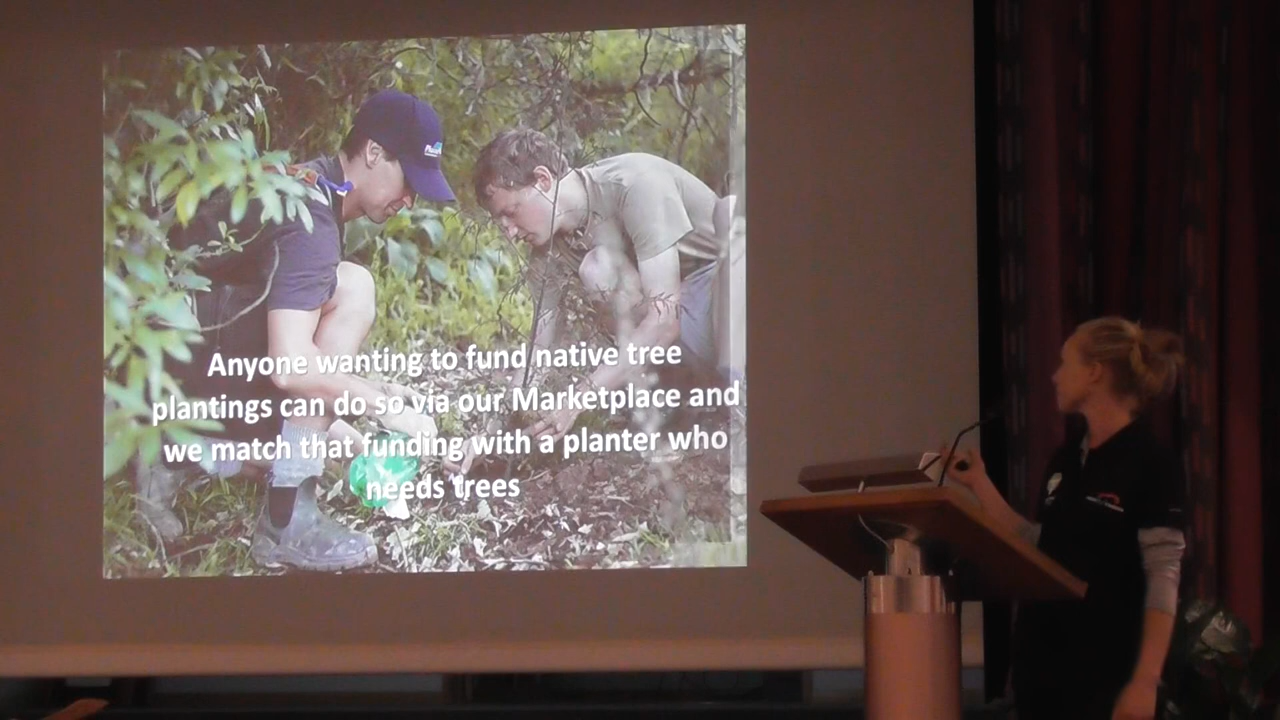 Anyone wanting to fund native tree
plantings can do so via our Marketplace and
we match that funding with a planter who
needs trees